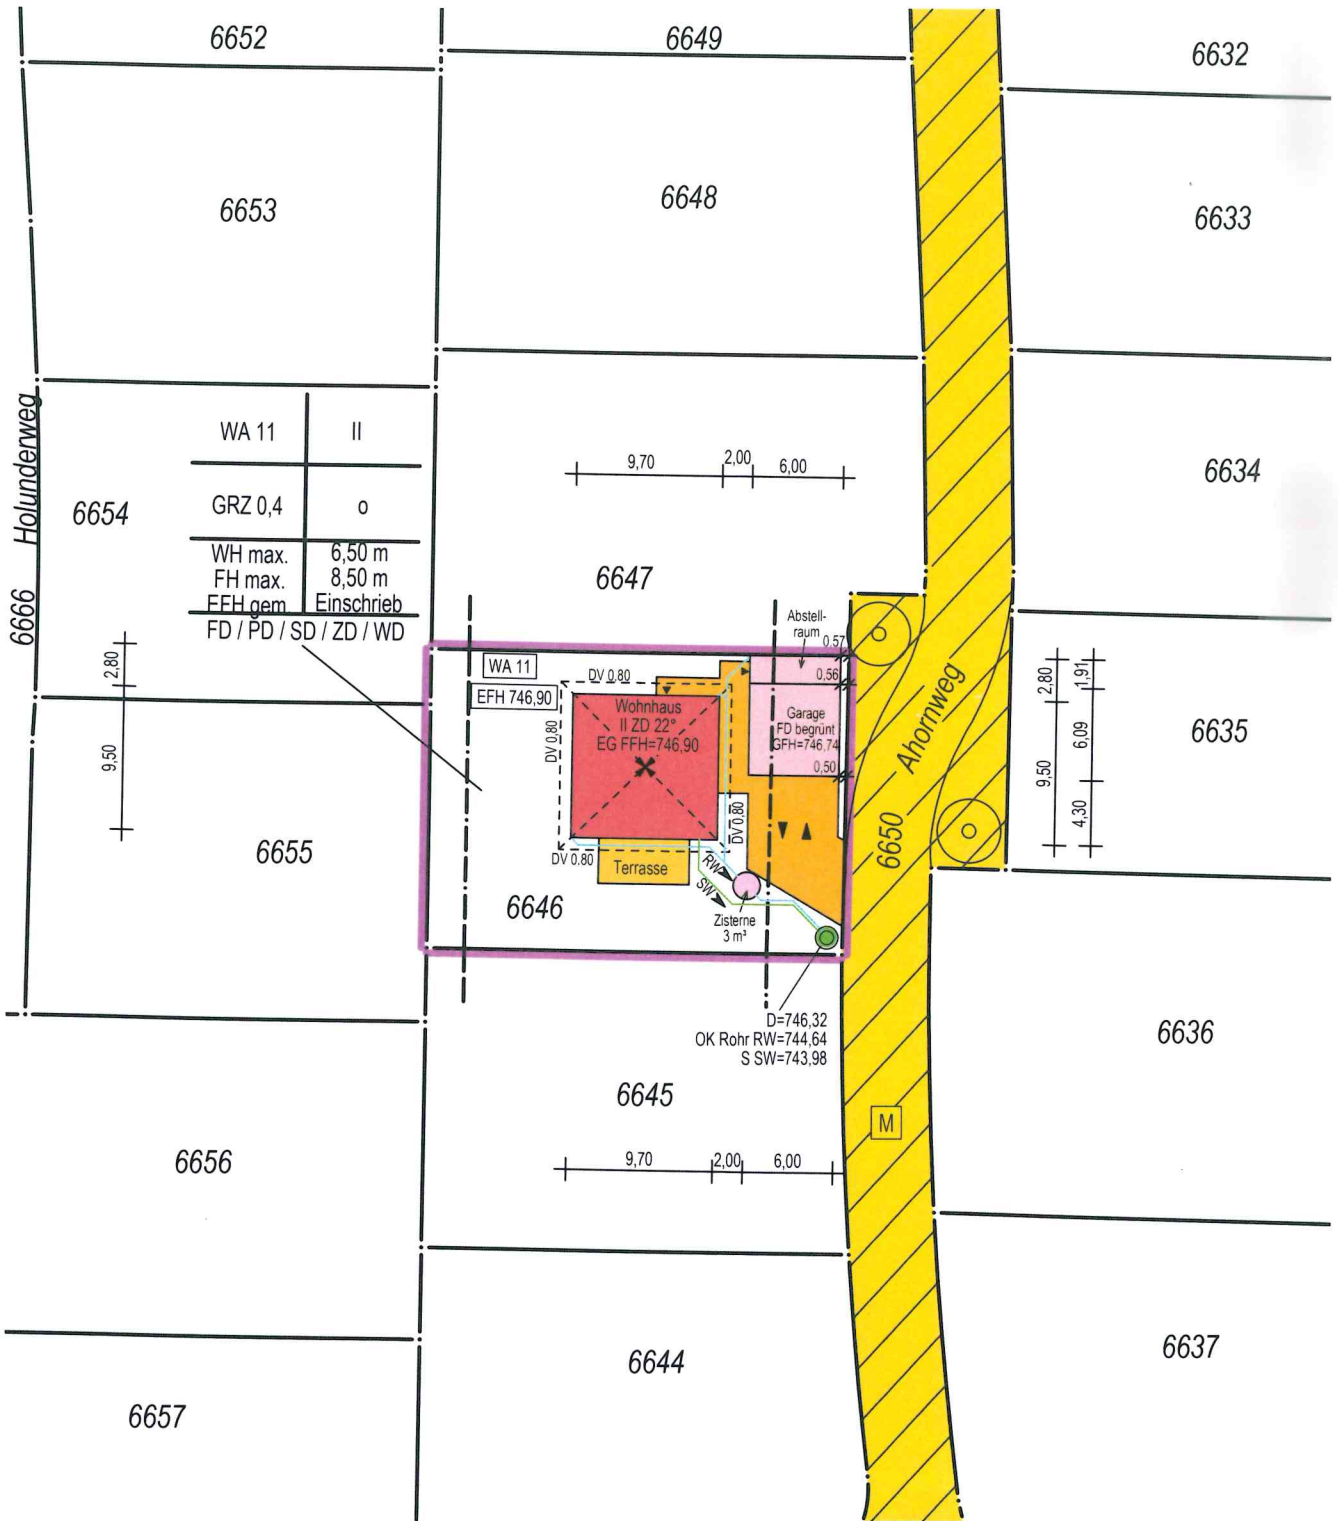 6652
6649
6632
6653
6648
6633
Holunderweg
6666
WA 11
II
6654
GRZ 0,4
o
WH max.
6,50 m
FH max.
8,50 m
FFH gem
Einschrieb
FD / PD / SD / ZD / WD
9,70
2,00
6,00
6634
6647
Abstell-
raum
0,57
2,80
9,50
WA 11
EFH 746,90
DV 0,80
DV 0,80
Wohnhaus
II ZD 22°
EG FFH=746,90
0,56
Garage
FD begrünt
GFH=746,74
0,50
Ahornweg
6650
2,80
1,91
6,09
9,50
4,30
6635
6655
DV 0,80
DV 0,80
Terrasse
RW
SW
6646
Zisterne
3 m³
D=746,32
OK Rohr RW=744,64
S SW=743,98
6636
6645
M
6656
9,70
2,00
6,00
6644
6637
6657